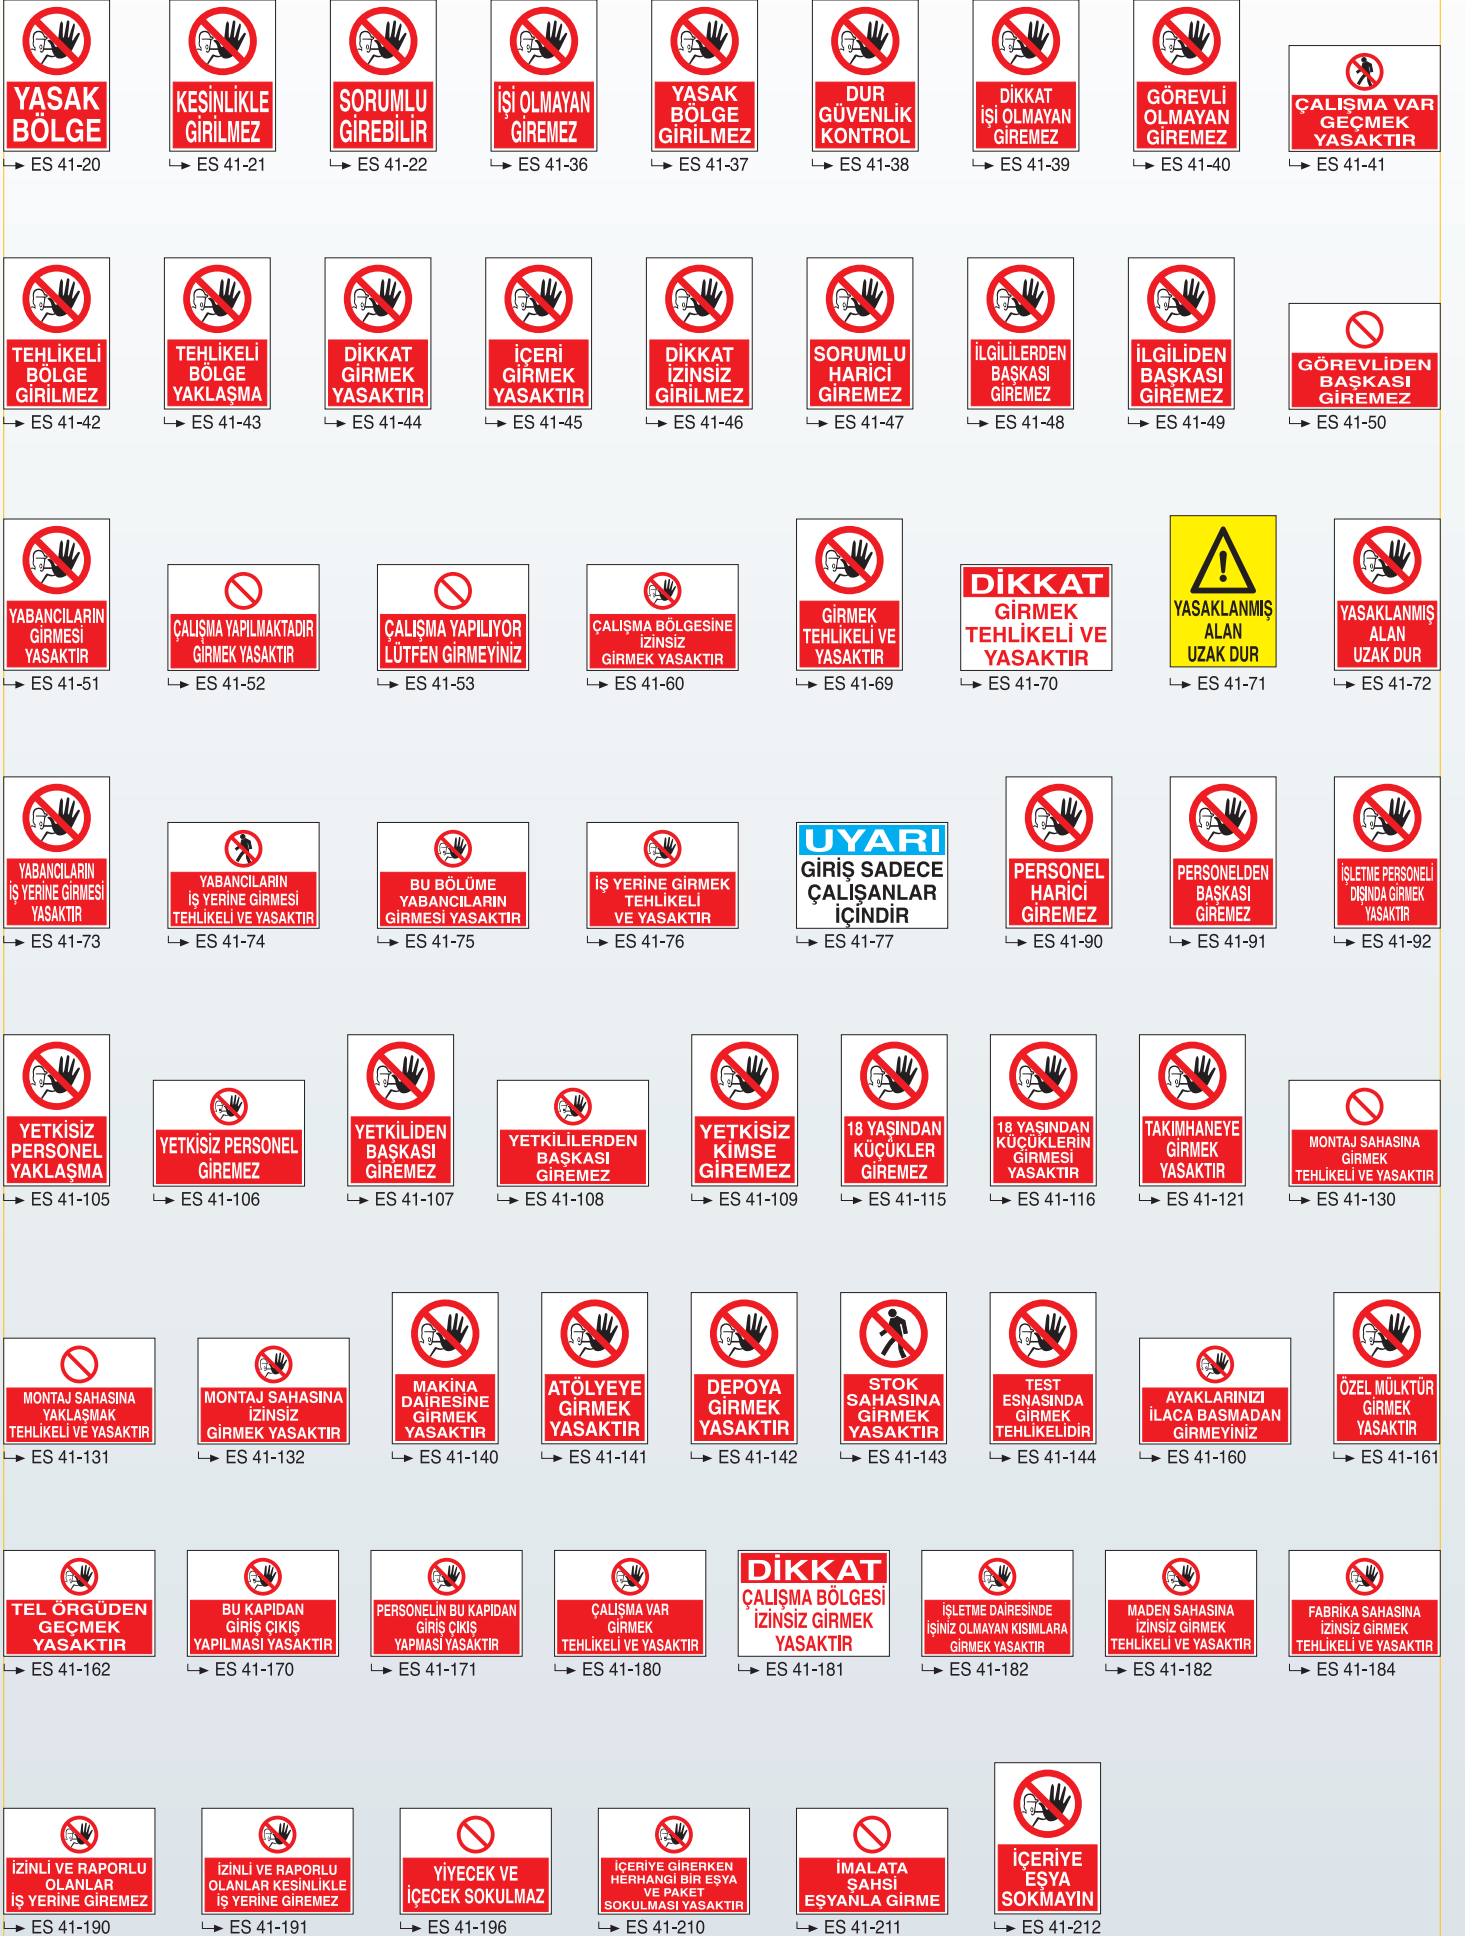 YASAK
BÖLGE
ES 41-20
KESİNLİKLE
GİRİLMEZ
ES 41-21
SORUMLU
GİREBİLİR
ES 41-22
İŞİ OLMAYAN
GİREMEZ
ES 41-36
YASAK
BÖLGE
GİRİLMEZ
ES 41-37
DUR
GÜVENLİK
KONTROL
ES 41-38
DİKKAT
İŞİ OLMAYAN
GİREMEZ
ES 41-39
GÖREVLİ
OLMAYAN
GİREMEZ
ES 41-40
ÇALIŞMA VAR
GEÇMEK
YASAKTIR
ES 41-41
TEHLİKELİ
BÖLGE
GİRİLMEZ
ES 41-42
TEHLİKELİ
BÖLGE
YAKLAŞMA
ES 41-43
DİKKAT
GİRMEK
YASAKTIR
ES 41-44
İÇERİ
GİRMEK
YASAKTIR
ES 41-45
DİKKAT
İZİNSİZ
GİRİLMEZ
ES 41-46
SORUMLU
HARİCİ
GİREMEZ
ES 41-47
İLGİLİLERDEN
BAŞKASI
GİREMEZ
ES 41-48
İLGİLİDEN
BAŞKASI
GİREMEZ
ES 41-49
GÖREVLİDEN
BAŞKASI
GİREMEZ
ES 41-50
YABANCILARIN
GİRMESİ
YASAKTIR
ES 41-51
ÇALIŞMA YAPILMAKTADIR
GİRMEK YASAKTIR
ES 41-52
ÇALIŞMA YAPILIYOR
LÜTFEN GİRMEYİNİZ
ES 41-53
ÇALIŞMA BÖLGESİNE
İZİNSİZ
GİRMEK YASAKTIR
ES 41-60
GİRMEK
TEHLİKELİ VE
YASAKTIR
ES 41-69
DİKKAT
GİRMEK
TEHLİKELİ VE
YASAKTIR
ES 41-70
YASAKLANMIŞ
ALAN
UZAK DUR
ES 41-71
YASAKLANMIŞ
ALAN
UZAK DUR
ES 41-72
YABANCILARIN
İŞ YERİNE GİRMESİ
YASAKTIR
ES 41-73
YABANCILARIN
İŞ YERİNE GİRMESİ
TEHLİKELİ VE YASAKTIR
ES 41-74
BU BÖLÜME
YABANCILARIN
GİRMESİ YASAKTIR
ES 41-75
İŞ YERİNE GİRMEK
TEHLİKELİ
VE YASAKTIR
ES 41-76
UYARI
GİRİŞ SADECE
ÇALIŞANLAR
İÇİNDİR
ES 41-77
PERSONEL
HARİCİ
GİREMEZ
ES 41-90
PERSONELDEN
BAŞKASI
GİREMEZ
ES 41-91
İŞLETME PERSONELİ
DIŞINDA GİRMEK
YASAKTIR
ES 41-92
YETKİSİZ
PERSONEL
YAKLAŞMA
ES 41-105
YETKİSİZ PERSONEL
GİREMEZ
ES 41-106
YETKİLİDEN
BAŞKASI
GİREMEZ
ES 41-107
YETKİLİLERDEN
BAŞKASI
GİREMEZ
ES 41-108
YETKİSİZ
KİMSE
GİREMEZ
ES 41-109
18 YAŞINDAN
KÜÇÜKLER
GİREMEZ
ES 41-115
18 YAŞINDAN
KÜÇÜKLERİN
GİRMESİ
YASAKTIR
ES 41-116
TAKIMHANEYE
GİRMEK
YASAKTIR
ES 41-121
MONTAJ SAHASINA
GİRMEK
TEHLİKELİ VE YASAKTIR
ES 41-130
MONTAJ SAHASINA
YAKLAŞMAK
TEHLİKELİ VE YASAKTIR
ES 41-131
MONTAJ SAHASINA
İZİNSİZ
GİRMEK YASAKTIR
ES 41-132
MAKİNA
DAİRESİNE
GİRMEK
YASAKTIR
ES 41-140
ATÖLYEYE
GİRMEK
YASAKTIR
ES 41-141
DEPOYA
GİRMEK
YASAKTIR
ES 41-142
STOK
SAHASINA
GİRMEK
YASAKTIR
ES 41-143
TEST
ESNASINDA
GİRMEK
TEHLİKELİDİR
ES 41-144
AYAKLARINIZI
İLACA BASMADAN
GİRMEYİNİZ
ES 41-160
ÖZEL MÜLKTÜR
GİRMEK
YASAKTIR
ES 41-161
TEL ÖRGÜDEN
GEÇMEK
YASAKTIR
ES 41-162
BU KAPIDAN
GİRİŞ ÇIKIŞ
YAPILMASI YASAKTIR
ES 41-170
PERSONELİN BU KAPIDAN
GİRİŞ ÇIKIŞ
YAPMASI YASAKTIR
ES 41-171
ÇALIŞMA VAR
GİRMEK
TEHLİKELİ VE YASAKTIR
ES 41-180
DİKKAT
ÇALIŞMA BÖLGESİ
İZİNSİZ GİRMEK
YASAKTIR
ES 41-181
İŞLETME DAİRESİNDE
İŞİNİZ OLMAYAN KISIMLARA
GİRMEK YASAKTIR
ES 41-182
MADEN SAHASINA
İZİNSİZ GİRMEK
TEHLİKELİ VE YASAKTIR
ES 41-182
FABRİKA SAHASINA
İZİNSİZ GİRMEK
TEHLİKELİ VE YASAKTIR
ES 41-184
İZİNLİ VE RAPORLU
OLANLAR
İŞ YERİNE GİREMEZ
ES 41-190
İZİNLİ VE RAPORLU
OLANLAR KESİNLİKLE
İŞ YERİNE GİREMEZ
ES 41-191
YİYECEK VE
İÇECEK SOKULMAZ
ES 41-196
İÇERİYE GİRERKEN
HERHANGİ BİR EŞYA
VE PAKET
SOKULMASI YASAKTIR
ES 41-210
İMALATA
ŞAHSİ
EŞYANLA GİRME
ES 41-211
İÇERİYE
EŞYA
SOKMAYIN
ES 41-212